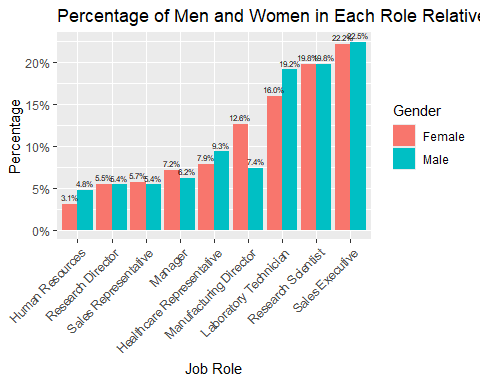 Percentage of Men and Women in Each Role Relative
Percentage
20%
15%
10%
5%
0%
3.1% 4.8% 5.5% 5.4% 5.7% 5.4% 7.2% 6.2% 7.9% 9.3% 12.6% 7.4% 16.0% 19.2% 19.8% 19.8% 22.2% 22.5%
Gender
Female
Male
Human Resources
Research Director
Sales Representative
Manager
Healthcare Representative
Manufacturing Director
Laboratory Technician
Research Scientist
Sales Executive
Job Role